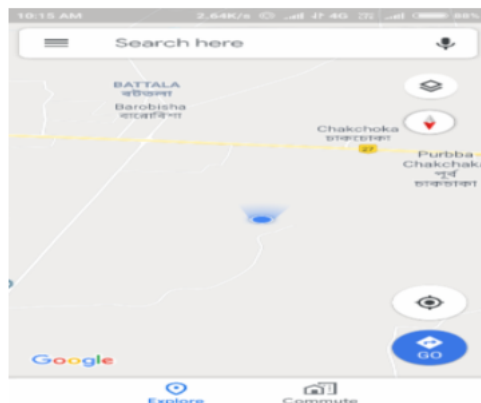 10:15 AM 2.64K/s 4G 88%
Search here
BATTALA
বটতলা
Barobisha
বারোবিশা
Chakchoka
চাকচোকা
27
Purbba
Chakchaka
পূর্ব
চাকচাকা
GO
Google
Explore
Commute